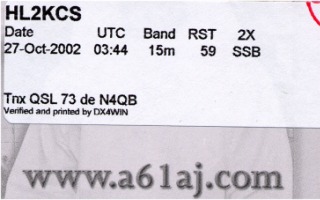 HL2KCS
Date UTC Band RST 2X
27-Oct-2002 03:44 15m 59 SSB
Tnx QSL 73 de N4QB
Verified and printed by DX4WIN
www.a61aj.com